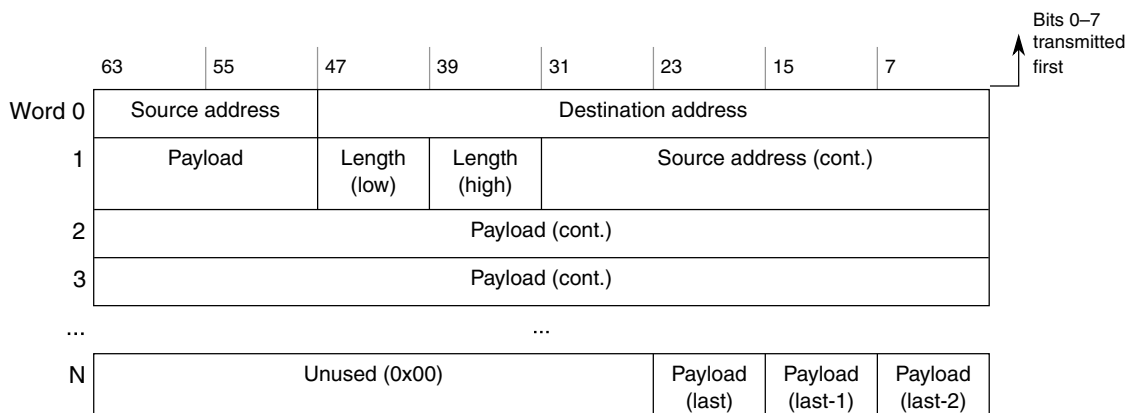 Bits 0–7
transmitted
first
63 55 47 39 31 23 15 7
Word 0 Source address Destination address
1 Payload Length (low) Length (high) Source address (cont.)
2 Payload (cont.)
3 Payload (cont.)
... ...
N Unused (0x00) Payload (last) Payload (last-1) Payload (last-2)